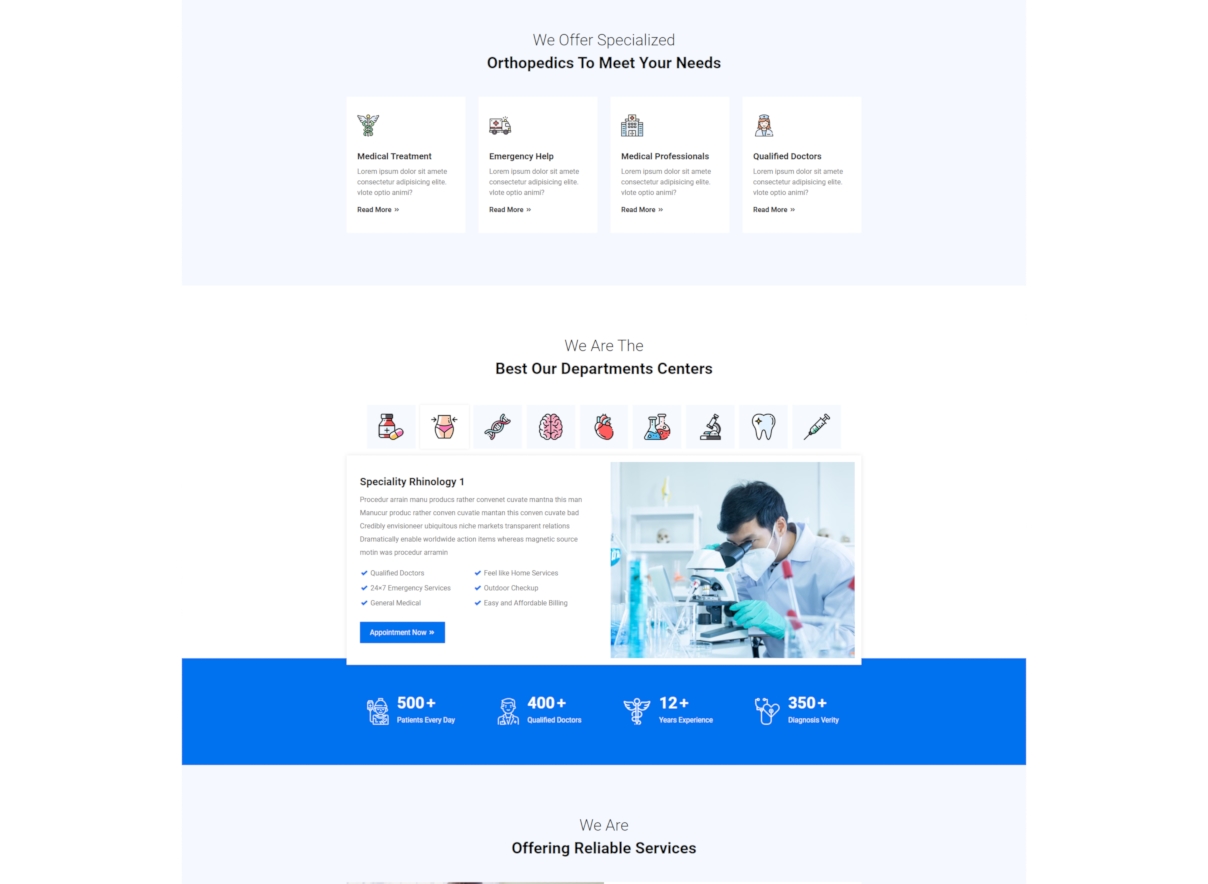 We Offer Specialized
Orthopedics To Meet Your Needs
Medical Treatment
Lorem ipsum dolor sit amete
consectetur adipisicing elite.
vlote optio animi?
Read More »
Emergency Help
Lorem ipsum dolor sit amete
consectetur adipisicing elite.
vlote optio animi?
Read More »
Medical Professionals
Lorem ipsum dolor sit amete
consectetur adipisicing elite.
vlote optio animi?
Read More »
Qualified Doctors
Lorem ipsum dolor sit amete
consectetur adipisicing elite.
vlote optio animi?
Read More »
We Are The
Best Our Departments Centers
Speciality Rhinology 1
Procedur arrain manu producs rather convenet cuvate mantna this man
Manucur produc rather conven cuvatie mantan this conven cuvate bad
Credibly envisioneer ubiquitous niche markets transparent relations
Dramatically enable worldwide action items whereas magnetic source
motin was procedur arramin
Qualified Doctors
24×7 Emergency Services
General Medical
Feel like Home Services
Outdoor Checkup
Easy and Affordable Billing
Appointment Now »
500+
Patients Every Day
400+
Qualified Doctors
12+
Years Experience
350+
Diagnosis Verity
We Are
Offering Reliable Services